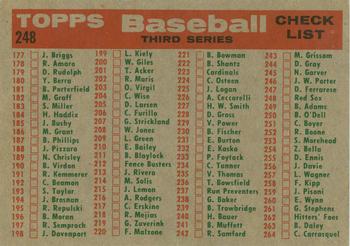 TOPPS Baseball CHECK LIST
248 THIRD SERIES
177 J. Briggs
178 R. Amaro
179 D. Rudolph
180 Y. Berra
181 B. Porterfield
182 M. Graff
183 S. Miller
184 H. Haddix
185 J. Busby
186 M. Grant
187 B. Phillips
188 J. Pizzaro
189 N. Chrisley
190 B. Virdon
191 R. Kemmerer
192 C. Beamon
193 S. Taylor
194 J. Brosnan
195 R. Repulski
196 B. Moran
197 R. Semproch
198 J. Davenport
199 L. Kiely
200 W. Giles
201 T. Acker
202 R. Maris
203 O. Virgil
204 C. Wise
205 D. Larsen
206 C. Furillo
207 G. Strickland
208 W. Jones
209 L. Green
210 E. Bailey
211 B. Blaylock
212 Fence Busters
213 J. Rivera
214 M. Solis
215 J. Lemon
216 A. Rodgers
217 C. Erskine
218 R. Mejias
219 G. Zuverink
220 F. Malzone
221 B. Bowman
222 B. Shantz
223 Cardinals
224 C. Osteen
225 J. Logan
226 A. Ceccarelli
227 H. W. Smith
228 D. Gross
229 V. Power
230 B. Fischer
231 E. Burton
232 E. Kasko
233 P. Foytack
234 C. Tanner
235 V. Thomas
236 T. Bowsfield
237 Run Preventers
238 G. Baker
239 D. Trowbridge
240 H. Bauer
241 B. Muffett
242 R. Samford
243 M. Grissom
244 D. Gray
245 N. Garver
246 J. W. Porter
247 D. Ferrarese
248 Red Sox
249 B. Adams
250 B. O'Dell
251 C. Boyer
252 R. Boone
253 S. Morehead
254 Z. Bella
255 J. Davis
256 W. Dalmas
257 L. Raines
258 F. Kipp
259 J. Pisoni
260 E. Wynn
261 G. Stephens
262 Hitters' Foes
263 B. Daley
264 C. Carrasquel